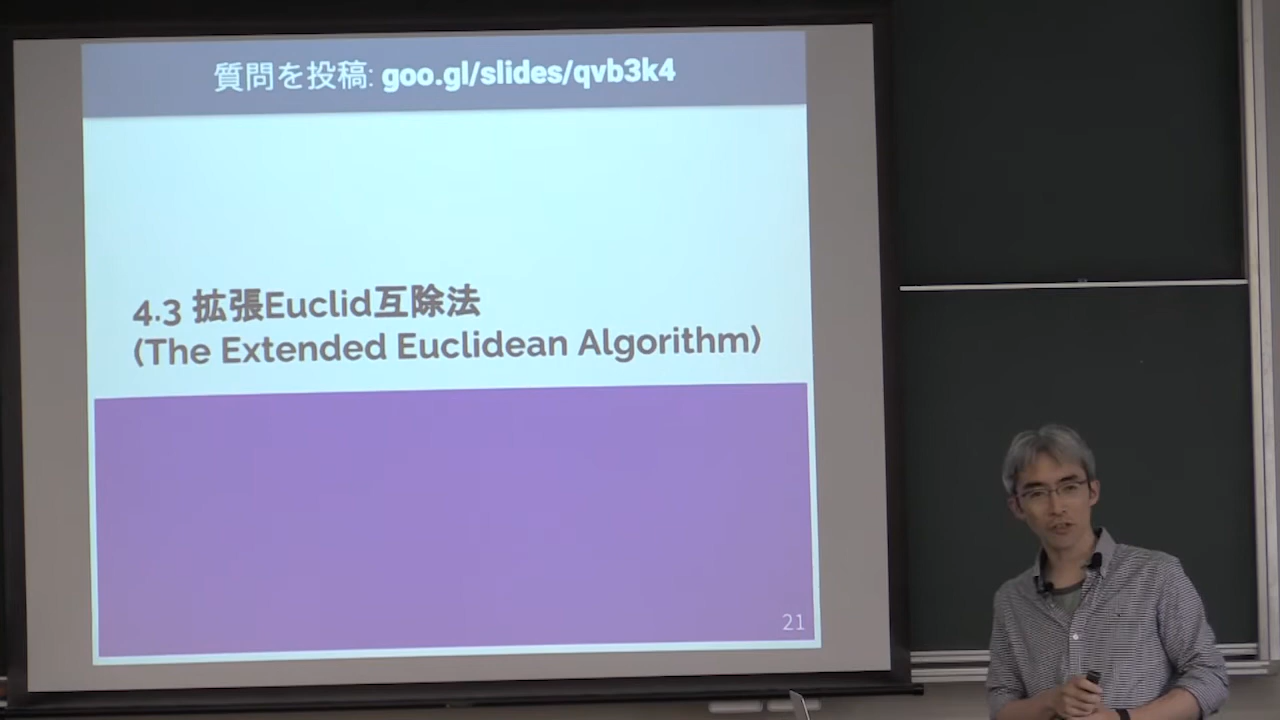 質問を投稿: goo.gl/slides/qvb3k4
4.3 拡張Euclid互除法
(The Extended Euclidean Algorithm)
21